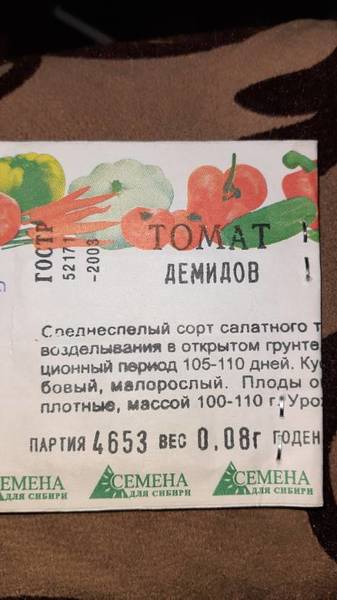 ГОСТР
52171
-2003
ТОМАТ
ДЕМИДОВ
Среднеспелый сорт салатного т
возделывания в открытом грунте
ционный период 105-110 дней. Ку
бовый, малорослый. Плоды о
плотные, массой 100-110 г. Уро
ПАРТИЯ 4653 ВЕС 0,08г ГОДЕН
СЕМЕНА СЕМЕНА СЕМЕНА
ДЛЯ СИБИРИ ДЛЯ СИБИРИ ДЛЯ СИБИРИ